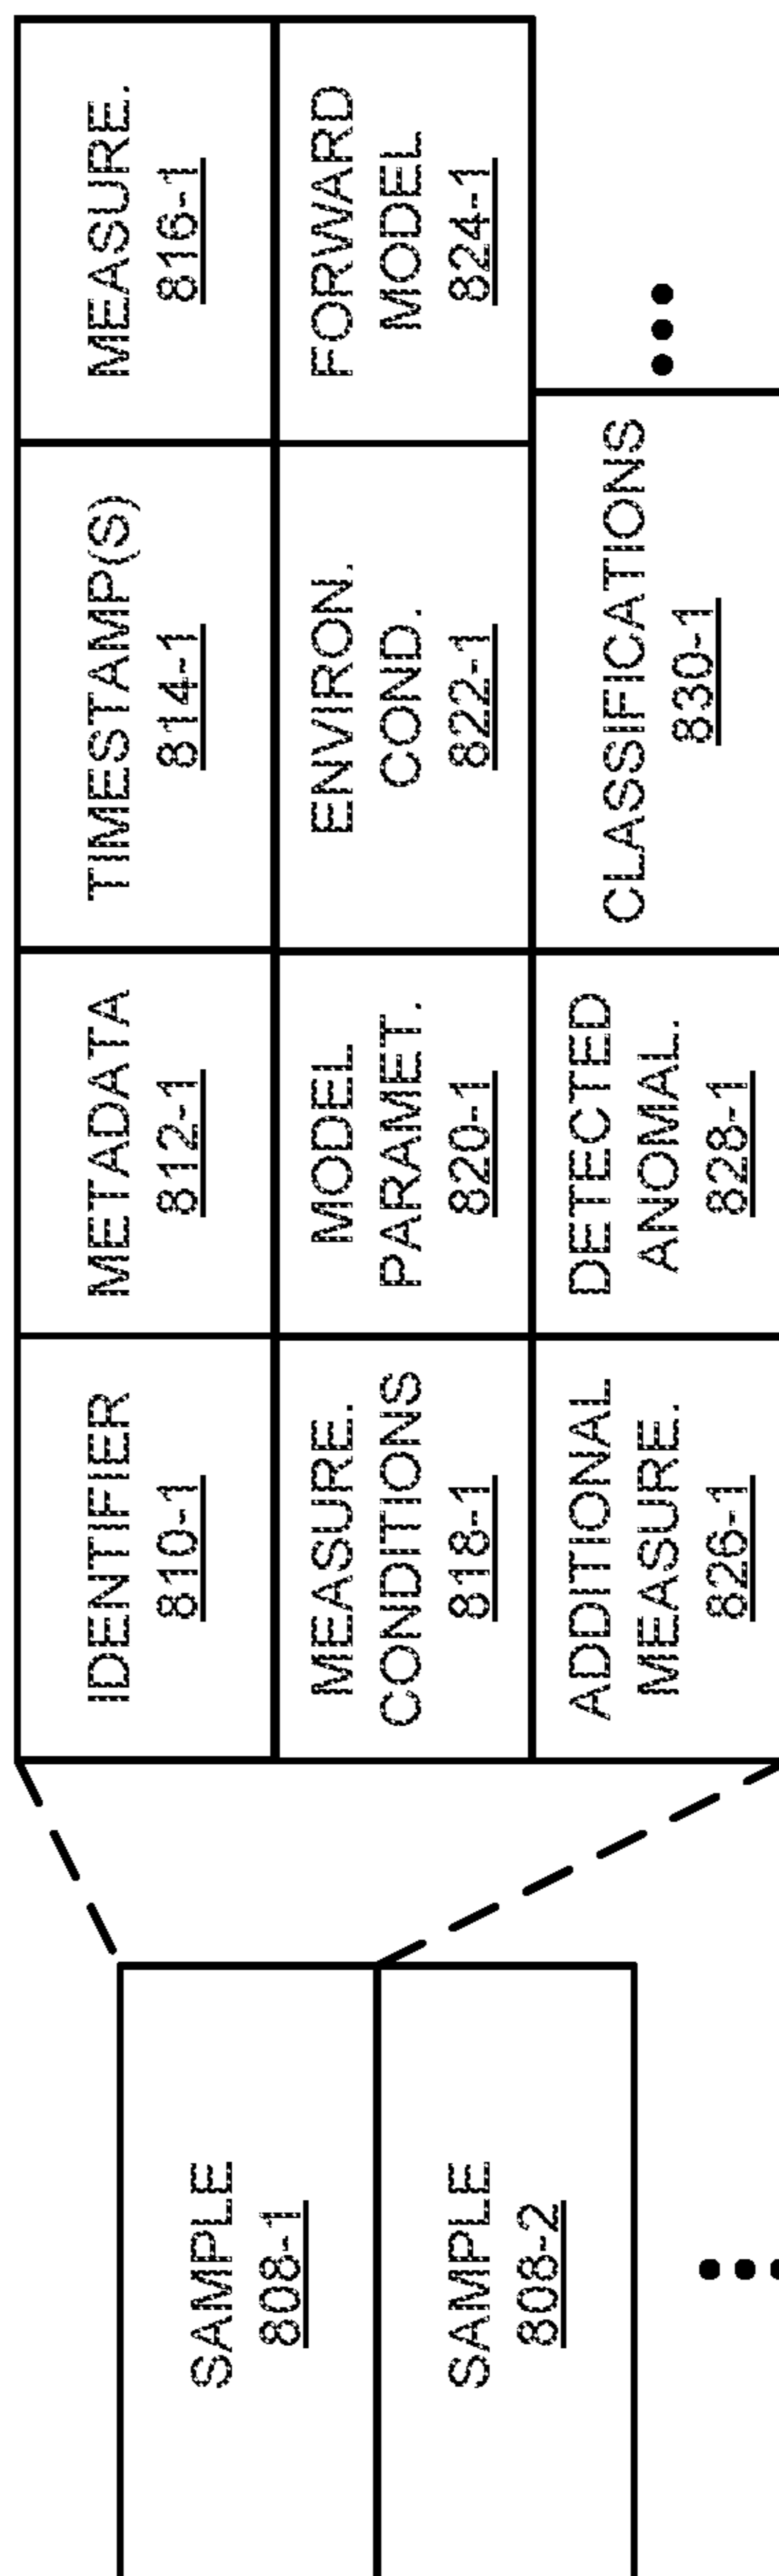 SAMPLE
808-1
SAMPLE
808-2
IDENTIFIER
810-1
METADATA
812-1
TIMESTAMP(S)
814-1
MEASURE.
816-1
MEASURE.
CONDITIONS
818-1
MODEL
PARAMET.
820-1
ENVIRON.
COND.
822-1
FORWARD
MODEL
824-1
ADDITIONAL
MEASURE.
826-1
DETECTED
ANOMAL.
828-1
CLASSIFICATIONS
830-1